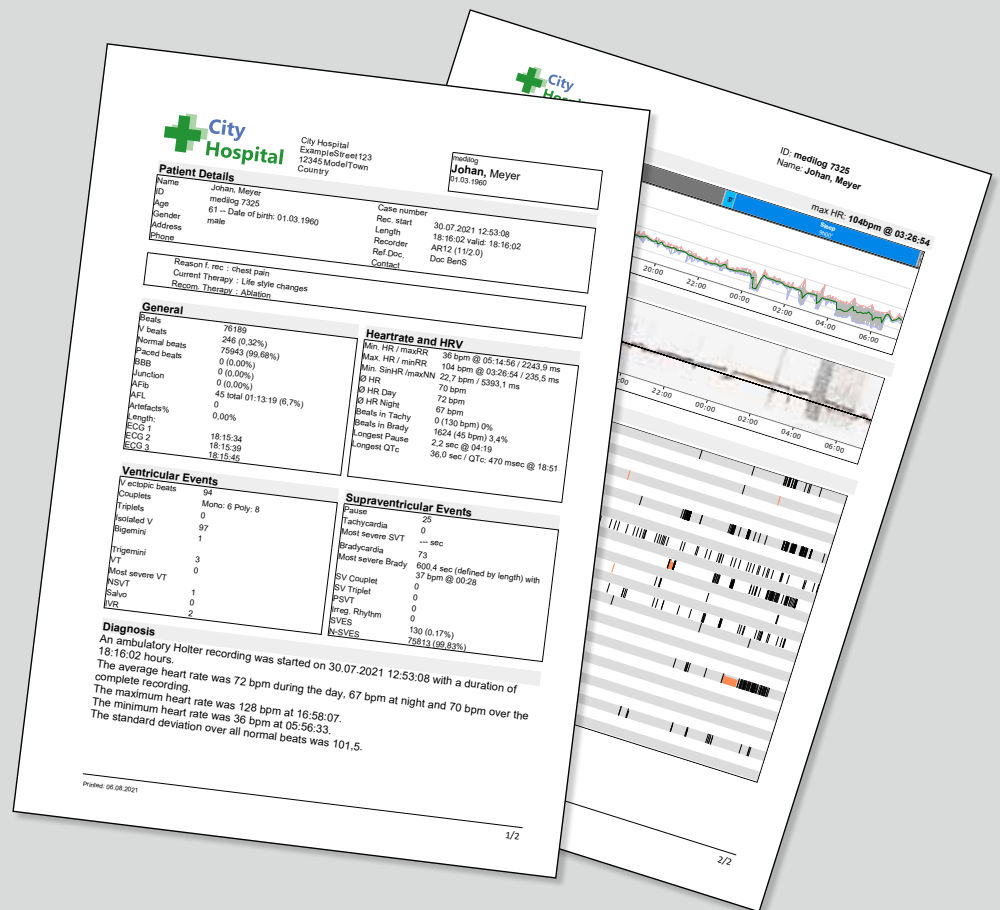 City
Hospital
City Hospital
ExampleStreet123
12345 ModelTown
Country
medilog
Johan, Meyer
01.03.1960
Patient Details
Name Johan, Meyer
ID medilog 7325
Age 61 -- Date of birth: 01.03.1960
Gender male
Address
Phone
Case number
Rec. start 30.07.2021 12:53:08
Length 18:16:02 valid: 18:16:02
Recorder AR12 (11/2.0)
Ref-Doc. Doc BenS
Contact
Reason f. rec : chest pain
Current Therapy : Life style changes
Recom. Therapy : Ablation
General
Beats 76189
V beats 246 (0,32%)
Normal beats 75943 (99,68%)
Paced beats 0 (0,00%)
BBB 0 (0,00%)
Junction 0 (0,00%)
AFib 45 total 01:13:19 (6,7%)
AFL 0
Artefacts% 0,00%
Length:
ECG 1 18:15:34
ECG 2 18:15:39
ECG 3 18:15:45
Heartrate and HRV
Min. HR / maxRR 36 bpm @ 05:14:56 / 2243,9 ms
Max. HR / minRR 104 bpm @ 03:26:54 / 235,5 ms
Min. SinHR /maxNN 22,7 bpm / 5393,1 ms
Ø HR 70 bpm
Ø HR Day 72 bpm
Ø HR Night 67 bpm
Beats in Tachy 0 (130 bpm) 0%
Beats in Brady 1624 (45 bpm) 3,4%
Longest Pause 2,2 sec @ 04:19
Longest QTc 36,0 sec / QTc: 470 msec @ 18:51
Ventricular Events
V ectopic beats 94
Couplets Mono: 6 Poly: 8
Triplets 0
Isolated V 97
Bigemini 1
Trigemini 3
VT 0
Most severe VT
NSVT 1
Salvo 0
IVR 2
Supraventricular Events
Pause 25
Tachycardia 0
Most severe SVT --- sec
Bradycardia 73
Most severe Brady 600,4 sec (defined by length) with
37 bpm @ 00:28
SV Couplet 0
SV Triplet 0
PSVT 0
Irreg. Rhythm 0
SVES 130 (0,17%)
N-SVES 75813 (99,83%)
Diagnosis
An ambulatory Holter recording was started on 30.07.2021 12:53:08 with a duration of
18:16:02 hours.
The average heart rate was 72 bpm during the day, 67 bpm at night and 70 bpm over the
complete recording.
The maximum heart rate was 128 bpm at 16:58:07.
The minimum heart rate was 36 bpm at 05:56:33.
The standard deviation over all normal beats was 101,5.
Printed: 06.08.2021
1/2
City
ID: medilog 7325
Name: Johan, Meyer
max HR: 104bpm @ 03:26:54
Sleep
20:00 22:00 00:00 02:00 04:00 06:00
22:00 00:00 02:00 04:00 06:00
2/2